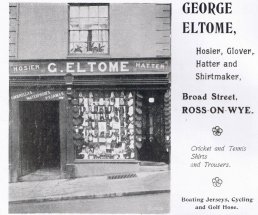 HOSIER G. ELTOME HATTER
GEORGE
ELTOME,
Hosier, Glover,
Hatter and
Shirtmaker,
Broad Street,
ROSS-ON-WYE.
Cricket and Tennis
Shirts
and Trousers.
Boating Jerseys, Cycling
and Golf Hose.